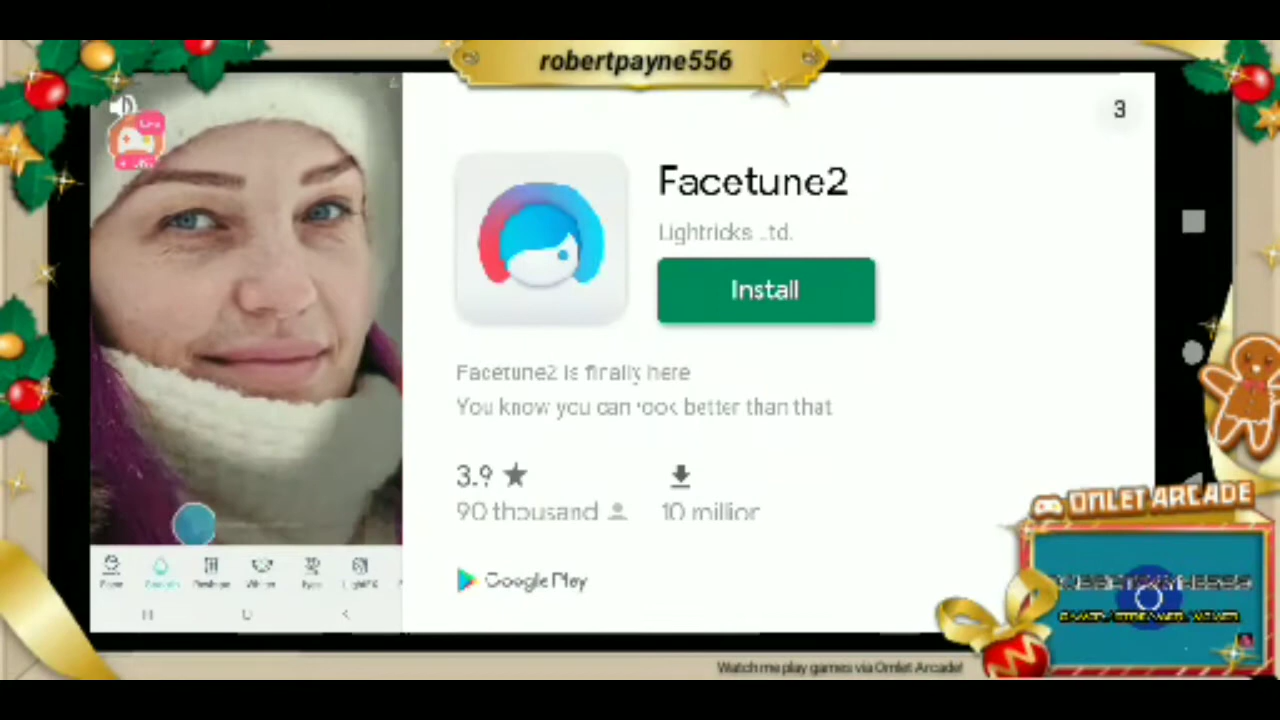 robertpayne556
3
Facetune2
Lightricks Ltd.
Install
Facetune2 is finally here
You know you can look better than that
3.9
90 thousand
10 million
Google Play
Reshape
OMLET ARCADE
Watch me play games via Omlet Arcade!